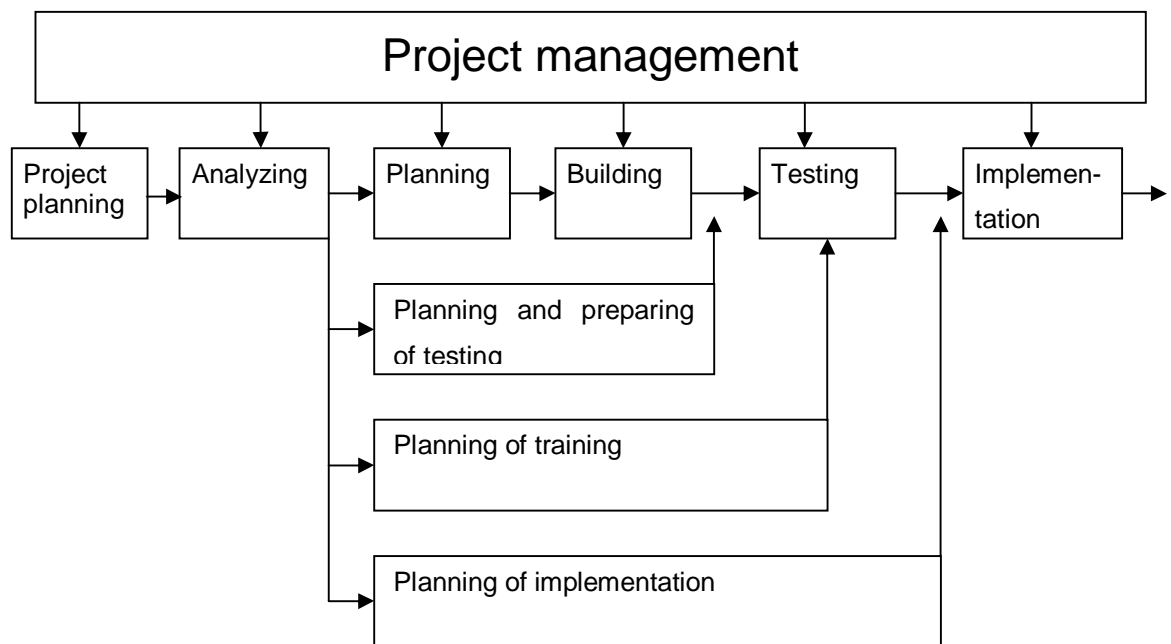 Project management
Project
planning
Analyzing
Planning
Building
Testing
Implemen-
tation
Planning and preparing
of testing
Planning of training
Planning of implementation